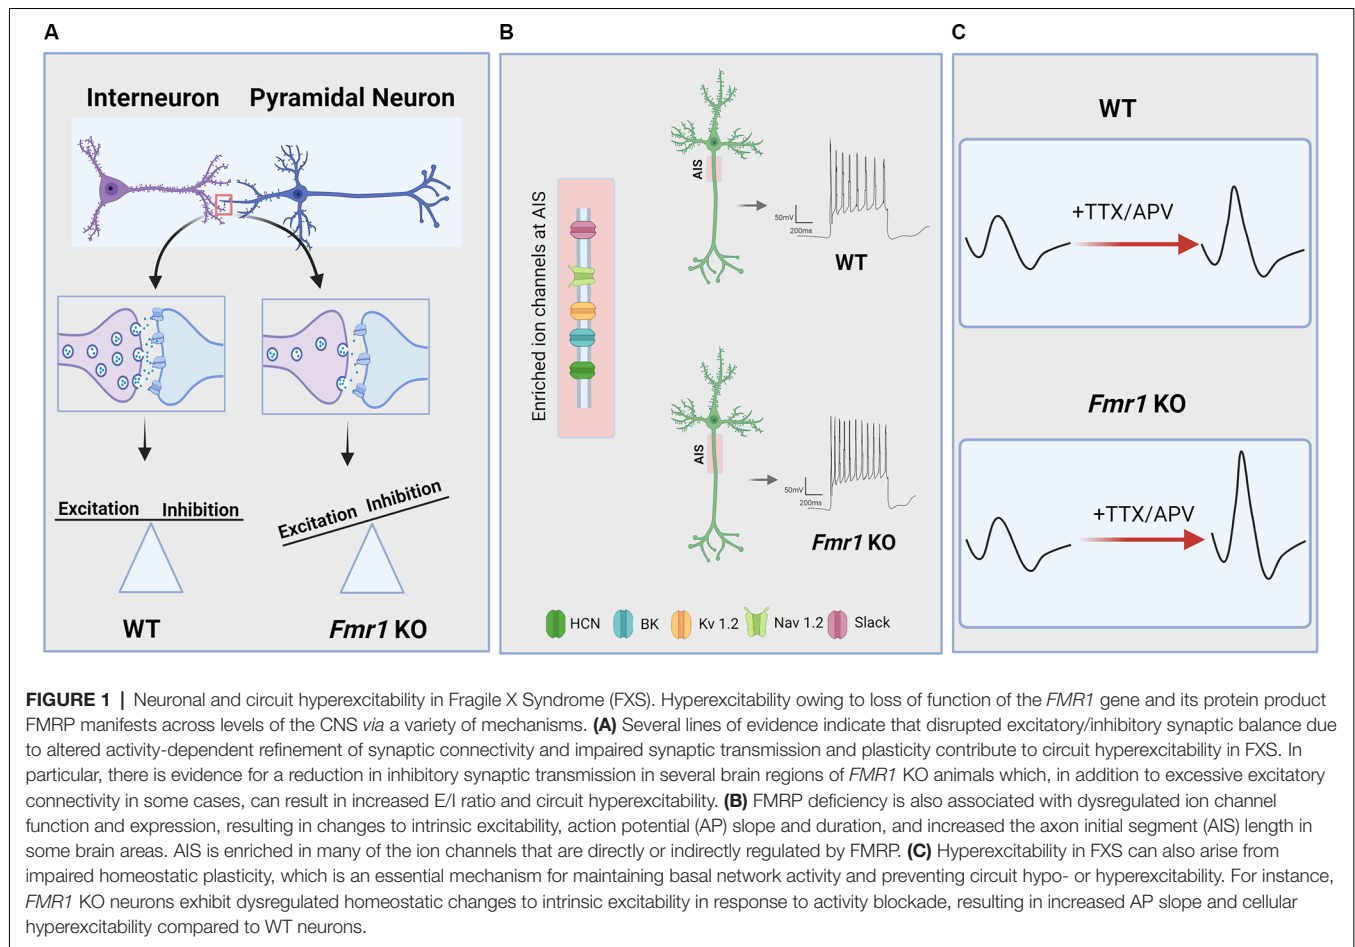 A
Interneuron
Pyramidal Neuron
Excitation
Inhibition
WT
Excitation
Inhibition
Fmr1 KO
B
Enriched ion channels at AIS
AIS
50mV
200ms
WT
AIS
50mV
200ms
Fmr1 KO
HCN
BK
Kv 1.2
Nav 1.2
Slack
C
WT
+TTX/APV
Fmr1 KO
+TTX/APV
FIGURE 1 | Neuronal and circuit hyperexcitability in Fragile X Syndrome (FXS). Hyperexcitability owing to loss of function of the FMR1 gene and its protein product
FMRP manifests across levels of the CNS via a variety of mechanisms. (A) Several lines of evidence indicate that disrupted excitatory/inhibitory synaptic balance due
to altered activity-dependent refinement of synaptic connectivity and impaired synaptic transmission and plasticity contribute to circuit hyperexcitability in FXS. In
particular, there is evidence for a reduction in inhibitory synaptic transmission in several brain regions of FMR1 KO animals which, in addition to excessive excitatory
connectivity in some cases, can result in increased E/I ratio and circuit hyperexcitability. (B) FMRP deficiency is also associated with dysregulated ion channel
function and expression, resulting in changes to intrinsic excitability, action potential (AP) slope and duration, and increased the axon initial segment (AIS) length in
some brain areas. AIS is enriched in many of the ion channels that are directly or indirectly regulated by FMRP. (C) Hyperexcitability in FXS can also arise from
impaired homeostatic plasticity, which is an essential mechanism for maintaining basal network activity and preventing circuit hypo- or hyperexcitability. For instance,
FMR1 KO neurons exhibit dysregulated homeostatic changes to intrinsic excitability in response to activity blockade, resulting in increased AP slope and cellular
hyperexcitability compared to WT neurons.